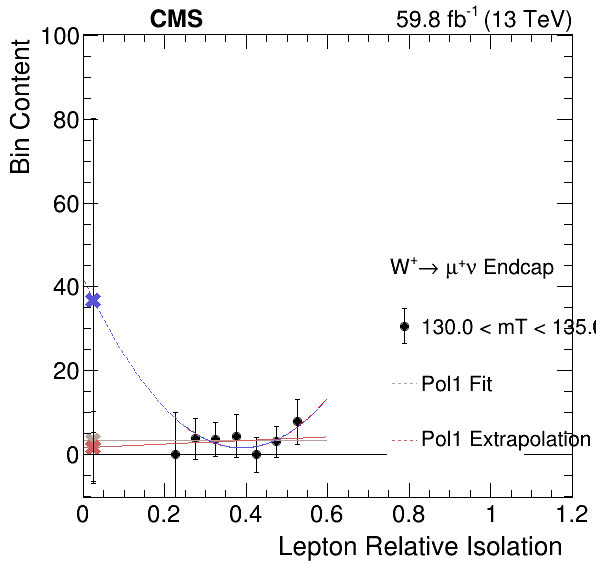 CMS 59.8 fb⁻¹ (13 TeV)
Bin Content
100
80
60
40
20
0
W⁺→ μ⁺ν Endcap
130.0 < mT < 135.0
Pol1 Fit
Pol1 Extrapolation
0 0.2 0.4 0.6 0.8 1 1.2
Lepton Relative Isolation